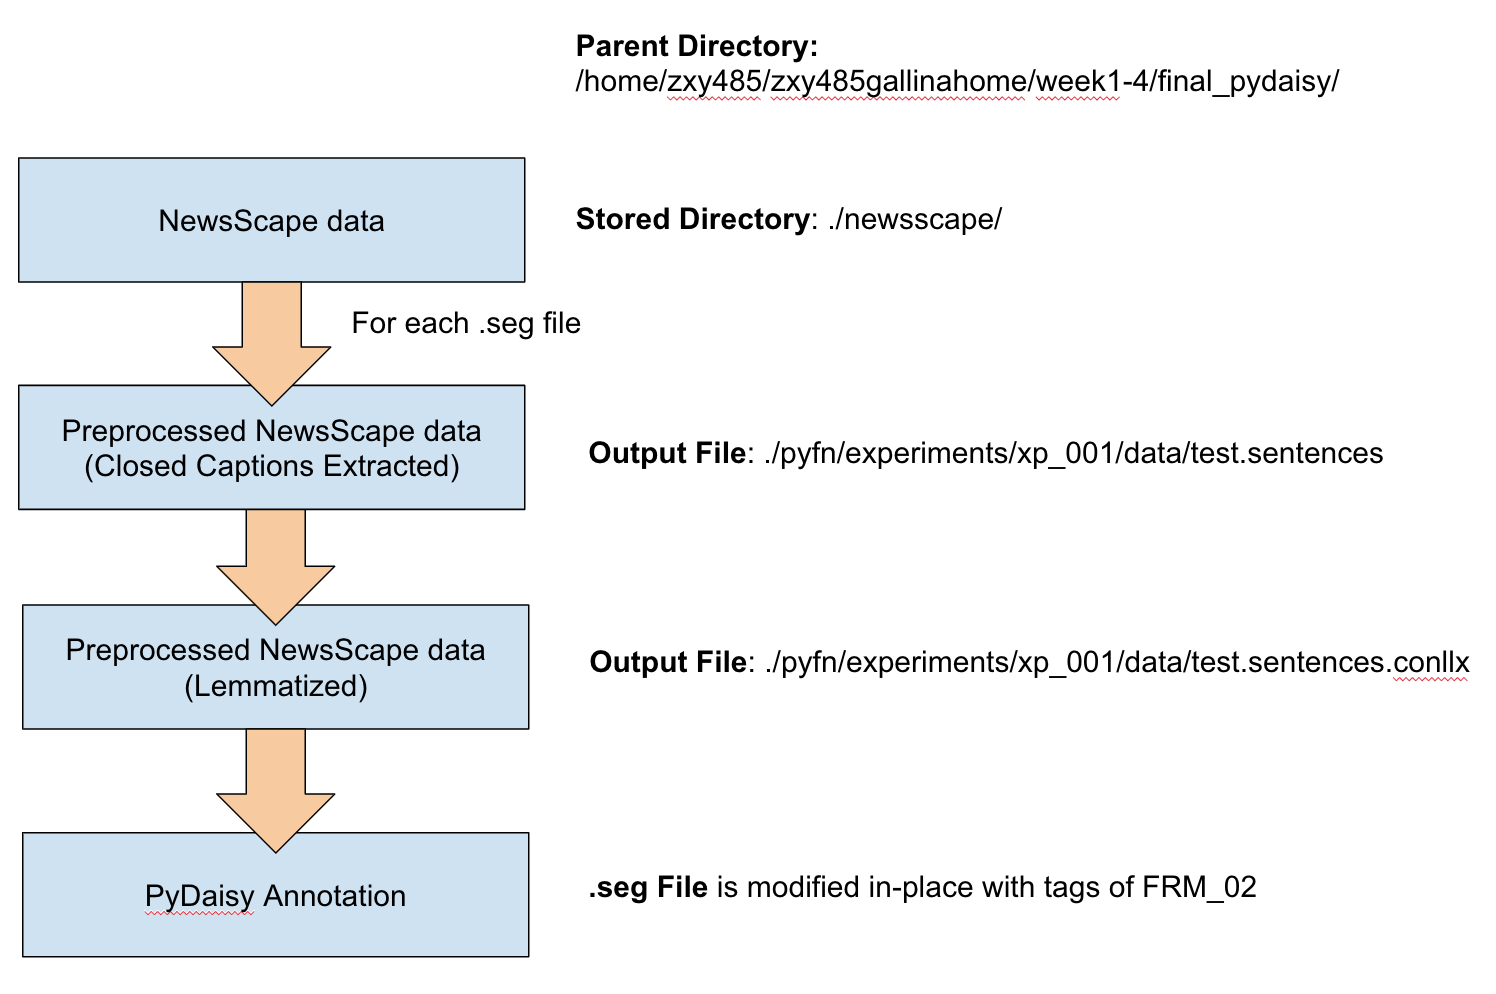 Parent Directory:
/home/zxy485/zxy485gallinahome/week1-4/final_pydaisy/
NewsScape data
Stored Directory: ./newsscape/
For each .seg file
Preprocessed NewsScape data
(Closed Captions Extracted)
Output File: ./pyfn/experiments/xp_001/data/test.sentences
Preprocessed NewsScape data
(Lemmatized)
Output File: ./pyfn/experiments/xp_001/data/test.sentences.conllx
PyDaisy Annotation
.seg File is modified in-place with tags of FRM_02